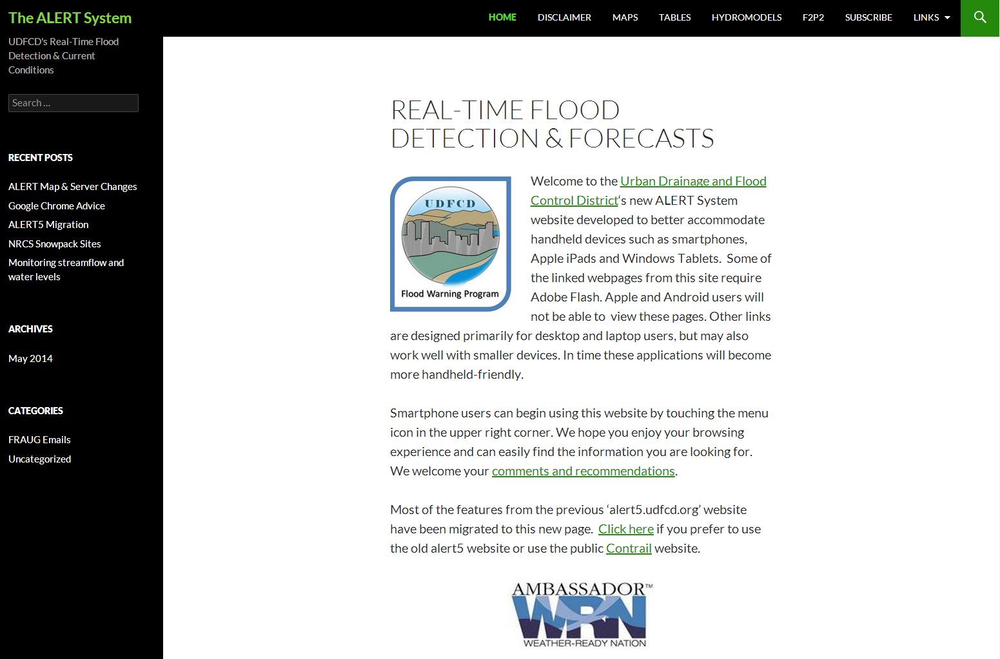 The ALERT System
HOME DISCLAIMER MAPS TABLES HYDROMODELS F2P2 SUBSCRIBE LINKS
UDFCD's Real-Time Flood
Detection & Current
Conditions
Search ...
RECENT POSTS
ALERT Map & Server Changes
Google Chrome Advice
ALERT5 Migration
NRCS Snowpack Sites
Monitoring streamflow and
water levels
ARCHIVES
May 2014
CATEGORIES
FRAUG Emails
Uncategorized
REAL-TIME FLOOD
DETECTION & FORECASTS
UDFCD
Flood Warning Program
Welcome to the Urban Drainage and Flood
Control District‘s new ALERT System
website developed to better accommodate
handheld devices such as smartphones,
Apple iPads and Windows Tablets.  Some of
the linked webpages from this site require
Adobe Flash. Apple and Android users will
not be able to  view these pages. Other links
are designed primarily for desktop and laptop users, but may also
work well with smaller devices. In time these applications will become
more handheld-friendly.
Smartphone users can begin using this website by touching the menu
icon in the upper right corner. We hope you enjoy your browsing
experience and can easily find the information you are looking for.
We welcome your comments and recommendations.
Most of the features from the previous ‘alert5.udfcd.org’ website
have been migrated to this new page.  Click here if you prefer to use
the old alert5 website or use the public Contrail website.
AMBASSADOR™
WRN
WEATHER-READY NATION